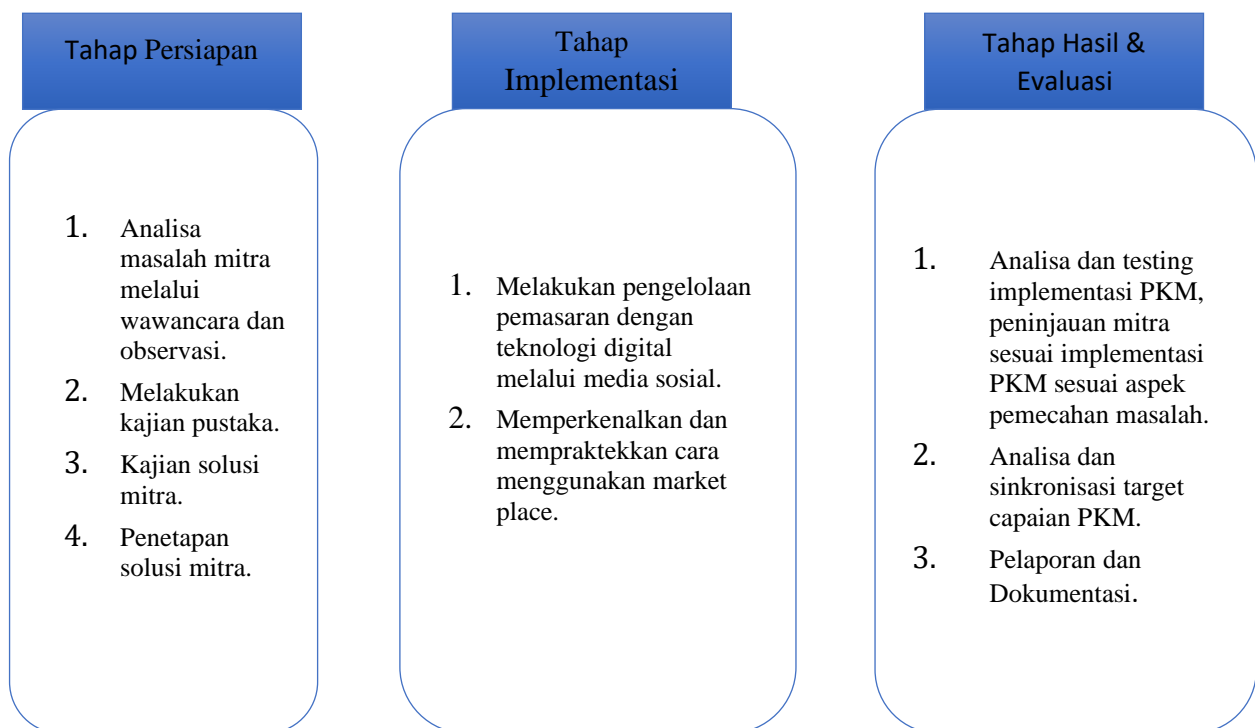 Tahap Persiapan
1. Analisa
masalah mitra
melalui
wawancara dan
observasi.
2. Melakukan
kajian pustaka.
3. Kajian solusi
mitra.
4. Penetapan
solusi mitra.
Tahap
Implementasi
1. Melakukan pengelolaan
pemasaran dengan
teknologi digital
melalui media sosial.
2. Memperkenalkan dan
mempraktekkan cara
menggunakan market
place.
Tahap Hasil &
Evaluasi
1. Analisa dan testing
implementasi PKM,
peninjauan mitra
sesuai implementasi
PKM sesuai aspek
pemecahan masalah.
2. Analisa dan
sinkronisasi target
capaian PKM.
3. Pelaporan dan
Dokumentasi.